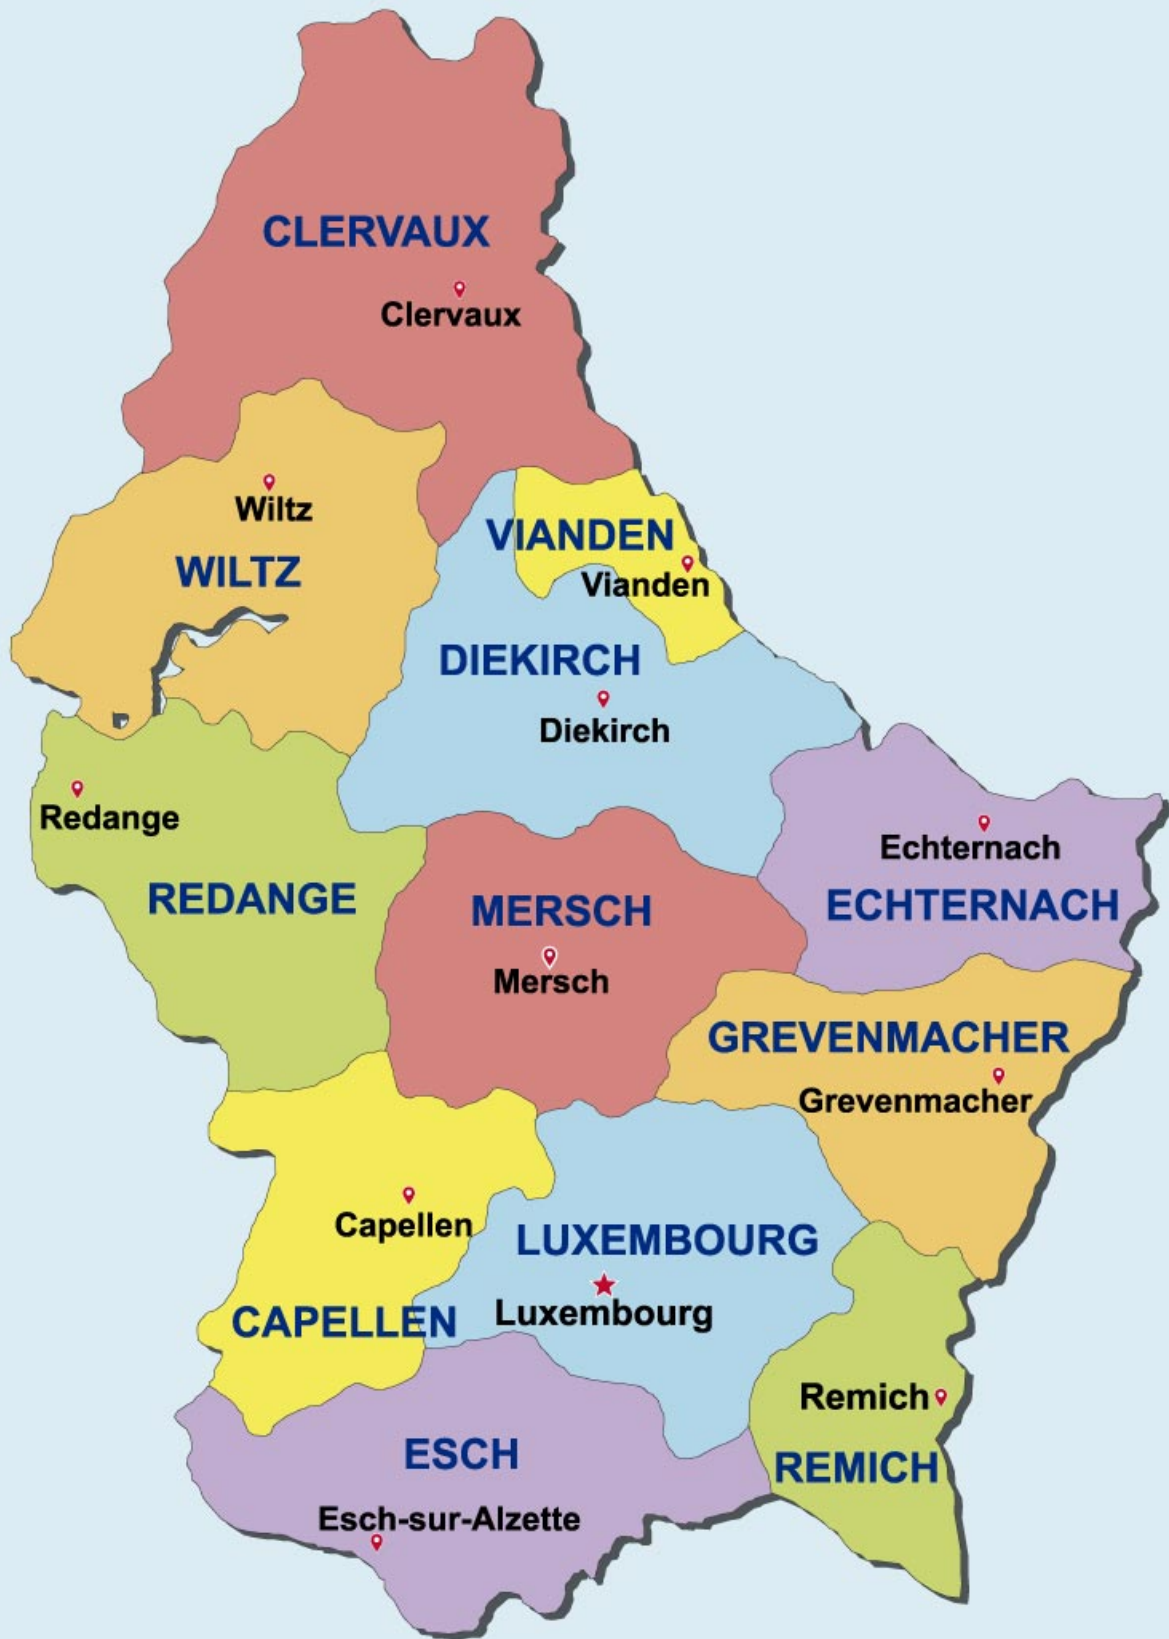 CLERVAUX
Clervaux
Wiltz
WILTZ
VIANDEN
Vianden
DIEKIRCH
Diekirch
Redange
REDANGE
Echternach
ECHTERNACH
MERSCH
Mersch
GREVENMACHER
Grevenmacher
Capellen
CAPELLEN
LUXEMBOURG
Luxembourg
Remich
REMICH
ESCH
Esch-sur-Alzette